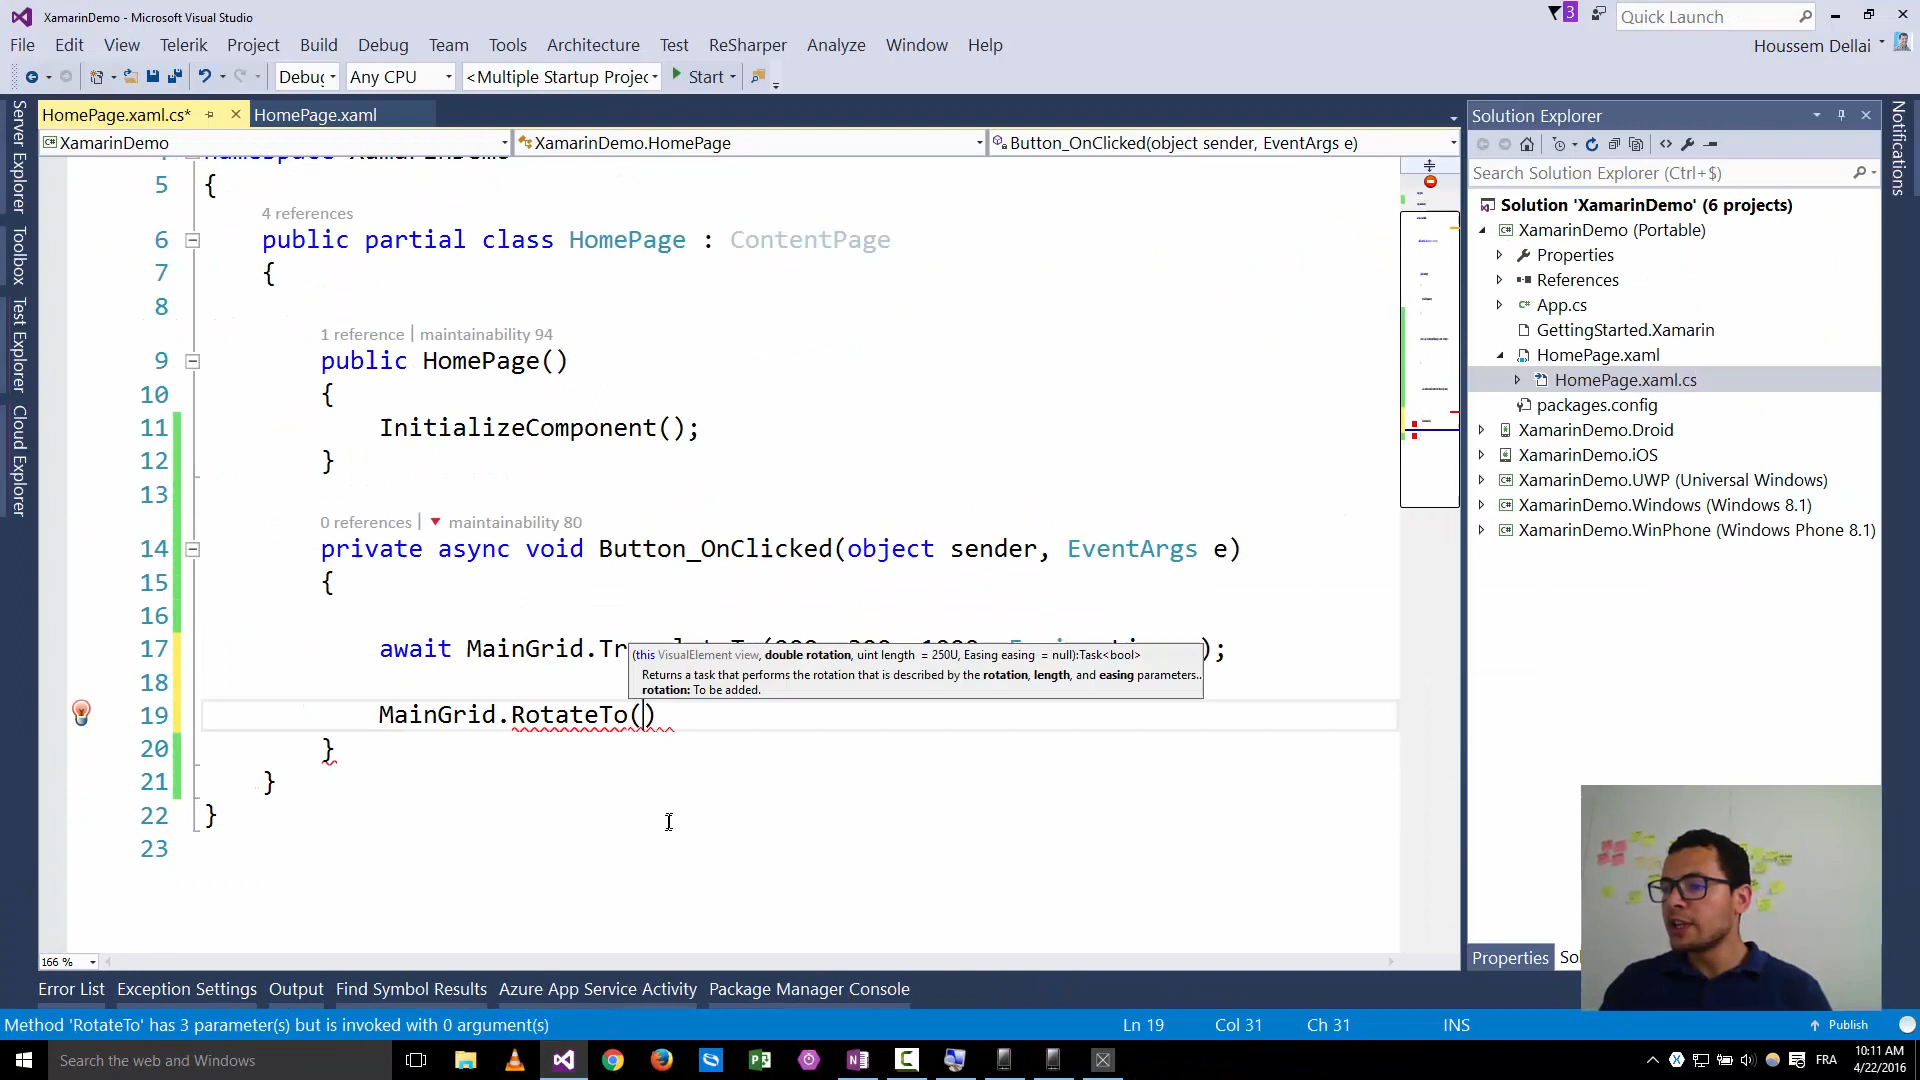 XamarinDemo - Microsoft Visual Studio
3
Quick Launch
File Edit View Telerik Project Build Debug Team Tools Architecture Test ReSharper Analyze Window Help
Houssem Dellai
Debug Any CPU <Multiple Startup Projec Start
HomePage.xaml.cs* HomePage.xaml
XamarinDemo XamarinDemo.HomePage Button_OnClicked(object sender, EventArgs e)
Server Explorer
Toolbox
Test Explorer
Cloud Explorer
5 {
4 references
6 public partial class HomePage : ContentPage
7 {
8
1 reference | maintainability 94
9 public HomePage()
10 {
11 InitializeComponent();
12 }
13
0 references | maintainability 80
14 private async void Button_OnClicked(object sender, EventArgs e)
15 {
16
17 await MainGrid.Tr );
(this VisualElement view, double rotation, uint length = 250U, Easing easing = null):Task<bool>
Returns a task that performs the rotation that is described by the rotation, length, and easing parameters..
rotation: To be added.
18
19 MainGrid.RotateTo()
20 }
21 }
22 }
23
166 %
Solution Explorer
Search Solution Explorer (Ctrl+$)
Solution 'XamarinDemo' (6 projects)
XamarinDemo (Portable)
Properties
References
App.cs
GettingStarted.Xamarin
HomePage.xaml
HomePage.xaml.cs
packages.config
XamarinDemo.Droid
XamarinDemo.iOS
XamarinDemo.UWP (Universal Windows)
XamarinDemo.Windows (Windows 8.1)
XamarinDemo.WinPhone (Windows Phone 8.1)
Notifications
Properties So
Error List Exception Settings Output Find Symbol Results Azure App Service Activity Package Manager Console
Method 'RotateTo' has 3 parameter(s) but is invoked with 0 argument(s) Ln 19 Col 31 Ch 31 INS Publish
Search the web and Windows
FRA
10:11 AM
4/22/2016